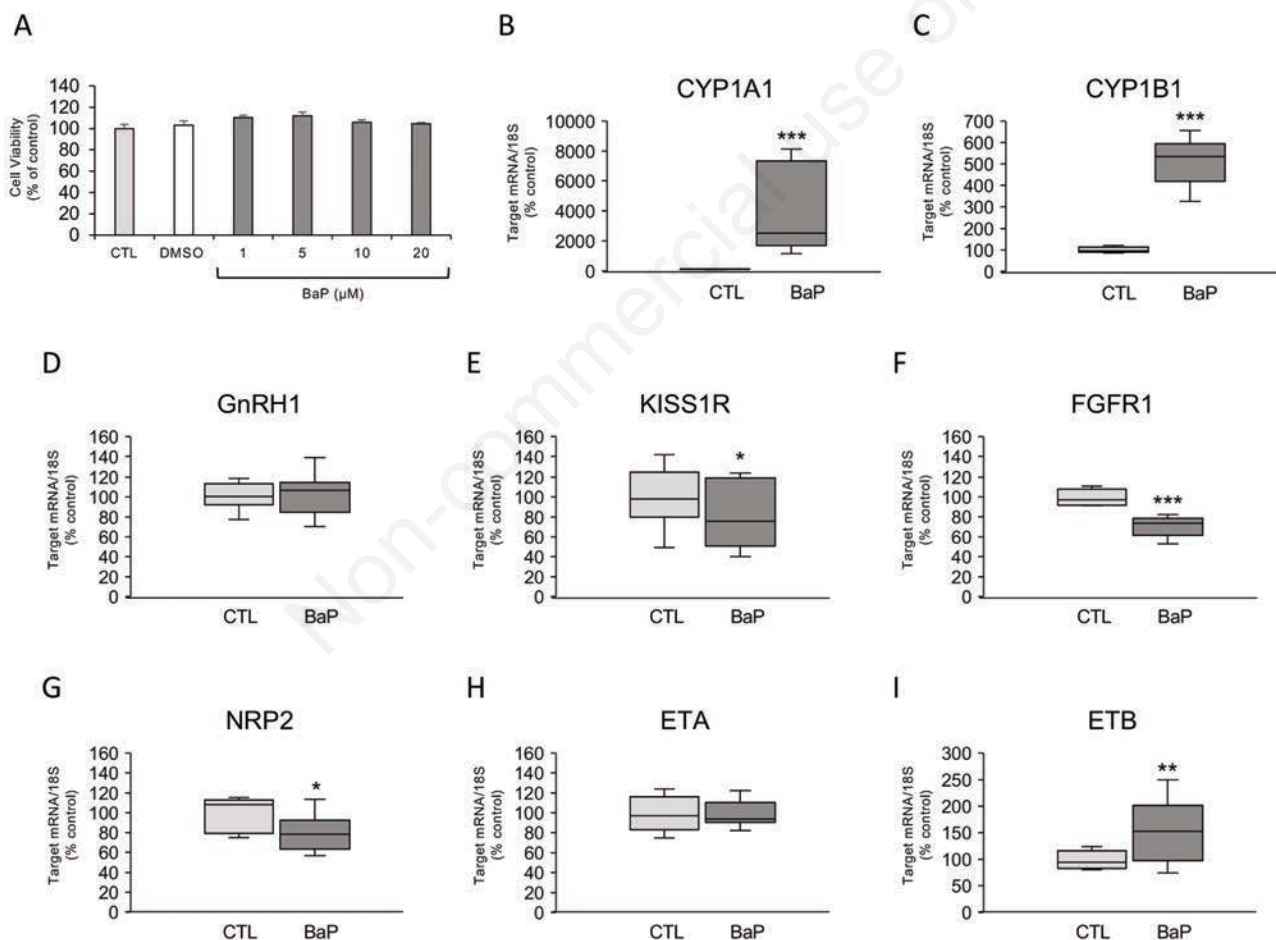 A
Cell Viability
(% of control)
140
120
100
80
60
40
20
0
CTL DMSO 1 5 10 20
BaP (µM)
B
CYP1A1
Target mRNA/18S
(% control)
10000
8000
6000
4000
2000
0
***
CTL BaP
C
CYP1B1
Target mRNA/18S
(% control)
700
600
500
400
300
200
100
0
***
CTL BaP
D
GnRH1
Target mRNA/18S
(% control)
160
140
120
100
80
60
40
20
0
CTL BaP
E
KISS1R
Target mRNA/18S
(% control)
160
140
120
100
80
60
40
20
0
*
CTL BaP
F
FGFR1
Target mRNA/18S
(% control)
160
140
120
100
80
60
40
20
0
***
CTL BaP
G
NRP2
Target mRNA/18S
(% control)
160
140
120
100
80
60
40
20
0
*
CTL BaP
H
ETA
Target mRNA/18S
(% control)
160
140
120
100
80
60
40
20
0
CTL BaP
I
ETB
Target mRNA/18S
(% control)
300
250
200
150
100
50
0
**
CTL BaP
Non-commercial use